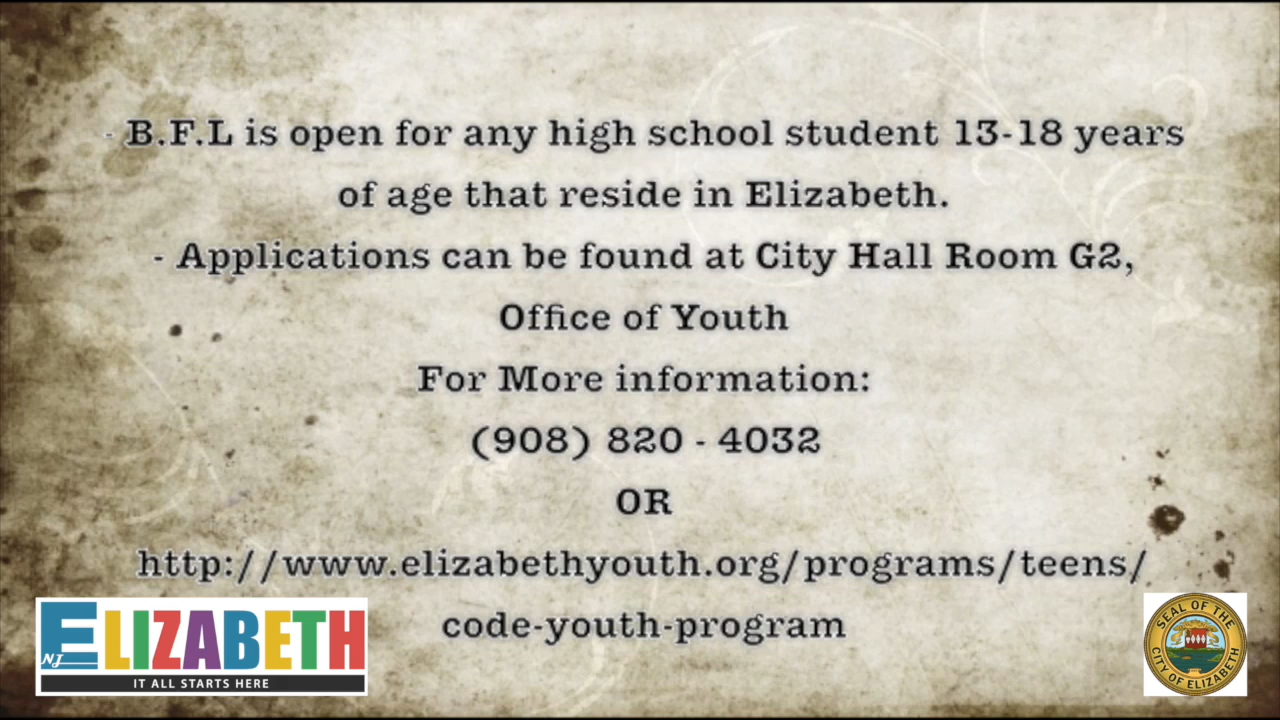 - B.F.L is open for any high school student 13-18 years
of age that reside in Elizabeth.
- Applications can be found at City Hall Room G2,
Office of Youth
For More information:
(908) 820 - 4032
OR
http://www.elizabethyouth.org/programs/teens/
code-youth-program
ELIZABETH
NJ
IT ALL STARTS HERE
SEAL OF THE
CITY OF ELIZABETH